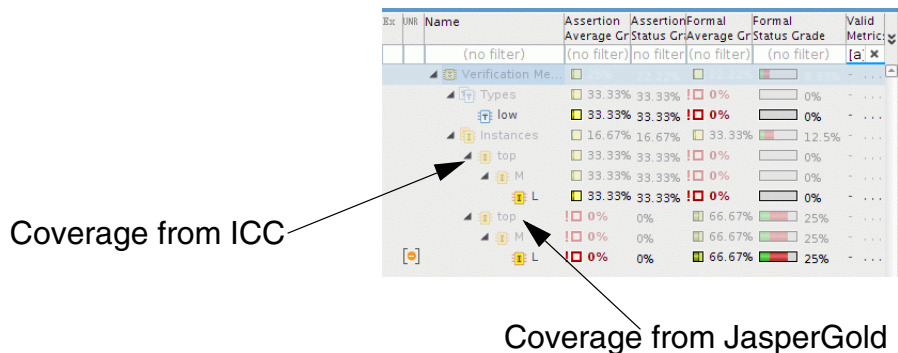 Ex UNR Name Assertion Assertion Formal Formal Valid
Average Gr Status Gr Average Gr Status Grade Metric
(no filter) (no filter) (no filter) (no filter) (no filter) [a] ×
Verification Me...
Types 33.33% 33.33% ! 0% 0% - ...
low 33.33% 33.33% ! 0% 0% - ...
Instances 16.67% 16.67% 33.33% 12.5% - ...
top 33.33% 33.33% ! 0% 0% - ...
M 33.33% 33.33% ! 0% 0% - ...
L 33.33% 33.33% ! 0% 0% - ...
top ! 0% 0% 66.67% 25% - ...
M ! 0% 0% 66.67% 25% - ...
L ! 0% 0% 66.67% 25% - ...
Coverage from ICC
Coverage from JasperGold